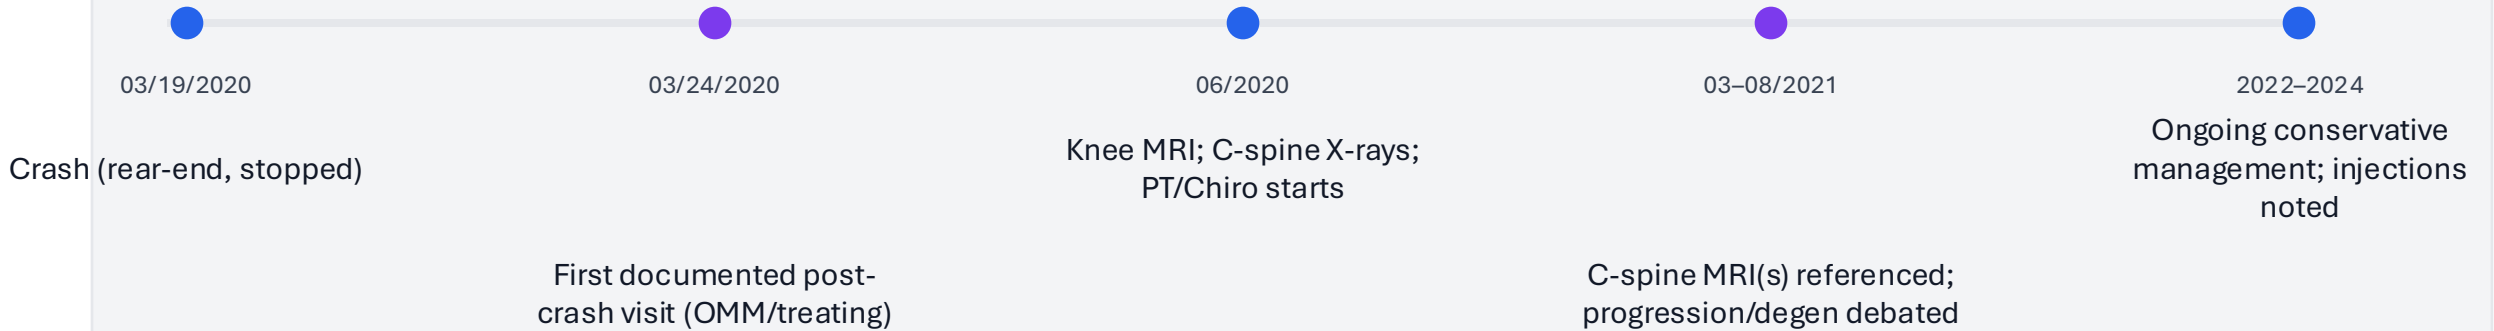 03/19/2020
03/24/2020
06/2020
03–08/2021
2022–2024
Crash (rear-end, stopped)
First documented post-
crash visit (OMM/treating)
Knee MRI; C-spine X-rays;
PT/Chiro starts
C-spine MRI(s) referenced;
progression/degen debated
Ongoing conservative
management; injections
noted